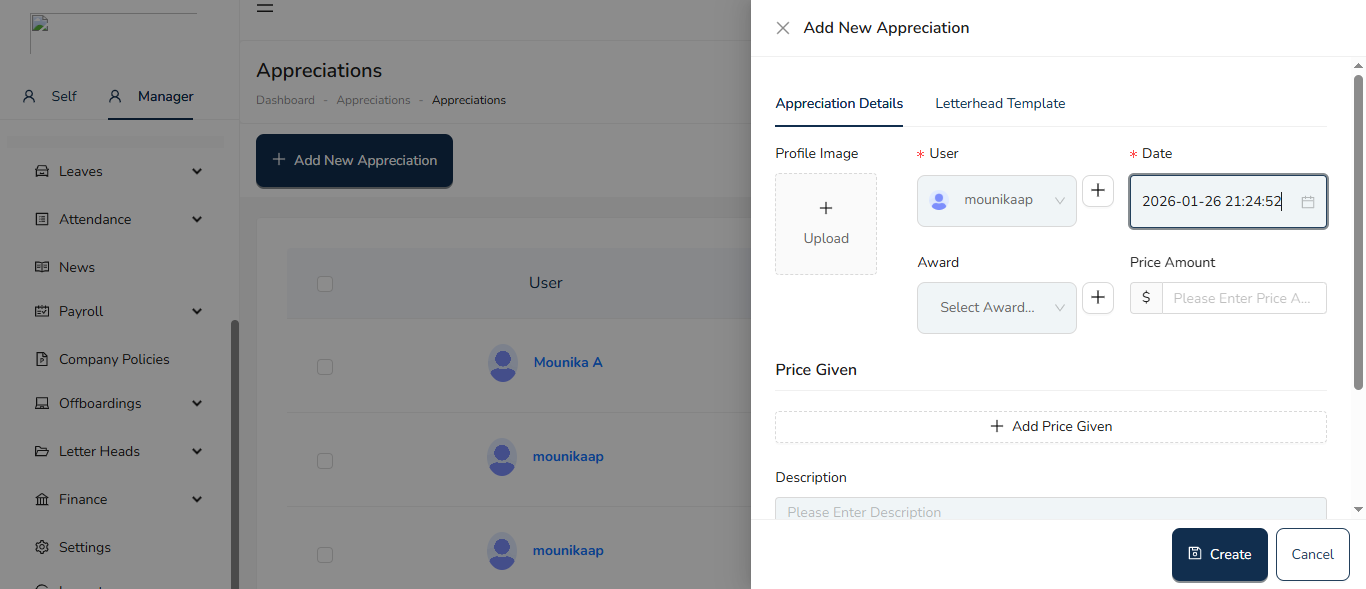 Self
Manager
Leaves
Attendance
News
Payroll
Company Policies
Offboardings
Letter Heads
Finance
Settings
Appreciations
Dashboard - Appreciations - Appreciations
+ Add New Appreciation
User
Mounika A
mounikaap
mounikaap
Add New Appreciation
Appreciation Details
Letterhead Template
Profile Image
+
Upload
* User
mounikaap
+
* Date
2026-01-26 21:24:52
Award
Select Award...
+
Price Amount
$
Please Enter Price A...
Price Given
+ Add Price Given
Description
Please Enter Description
Create
Cancel